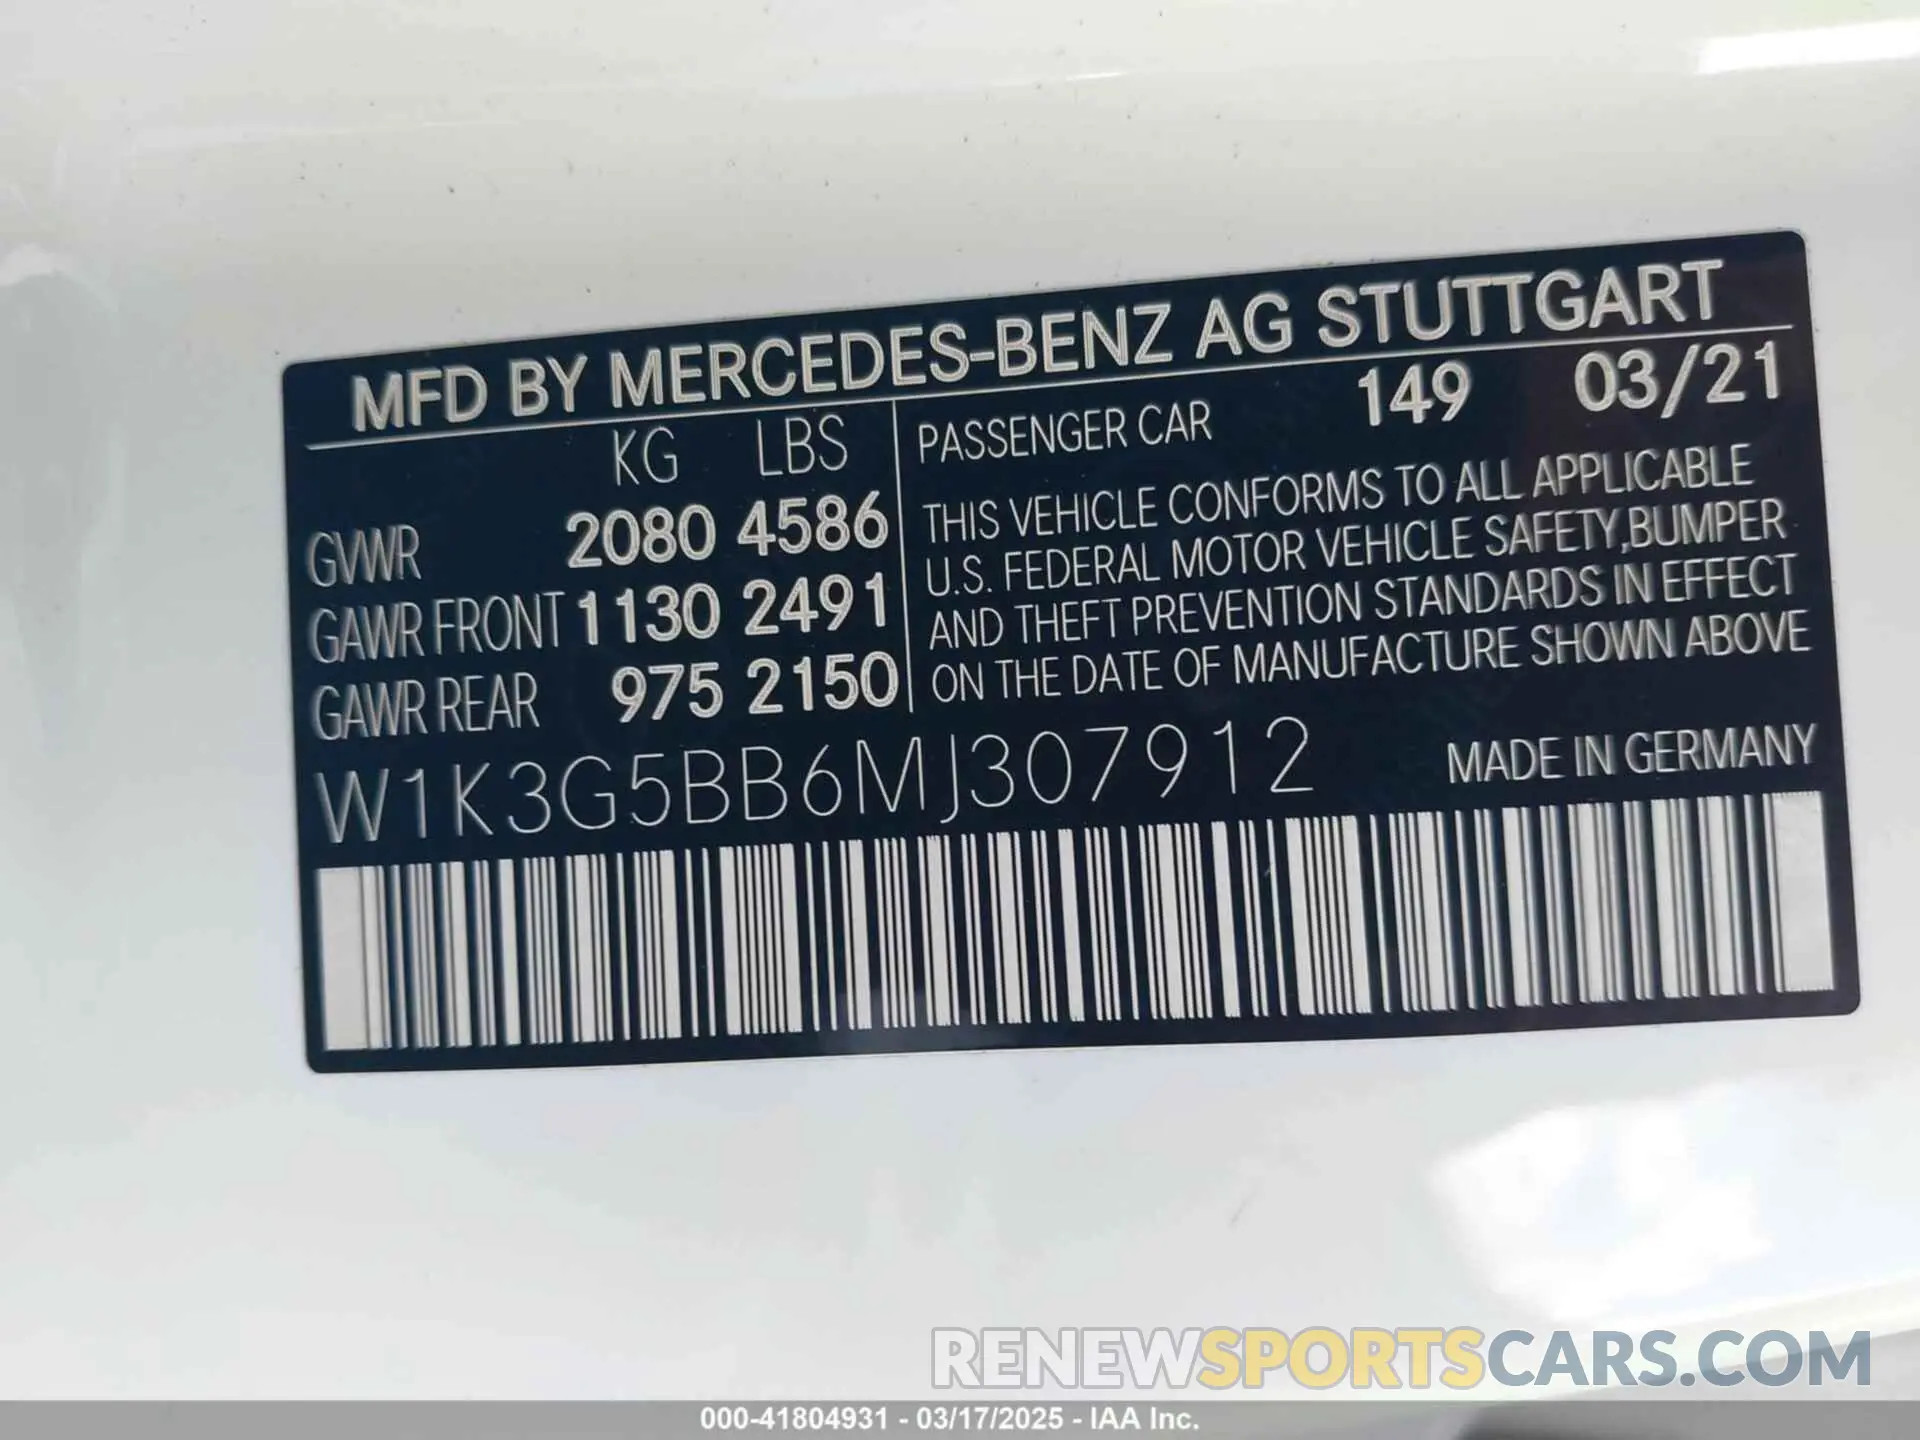 MFD BY MERCEDES-BENZ AG STUTTGART
KG LBS
GVWR 2080 4586
GAWR FRONT 1130 2491
GAWR REAR 975 2150
PASSENGER CAR 149 03/21
THIS VEHICLE CONFORMS TO ALL APPLICABLE
U.S. FEDERAL MOTOR VEHICLE SAFETY,BUMPER
AND THEFT PREVENTION STANDARDS IN EFFECT
ON THE DATE OF MANUFACTURE SHOWN ABOVE
W1K3G5BB6MJ307912 MADE IN GERMANY
RENEWSPORTSCARS.COM
000-41804931 - 03/17/2025 - IAA Inc.